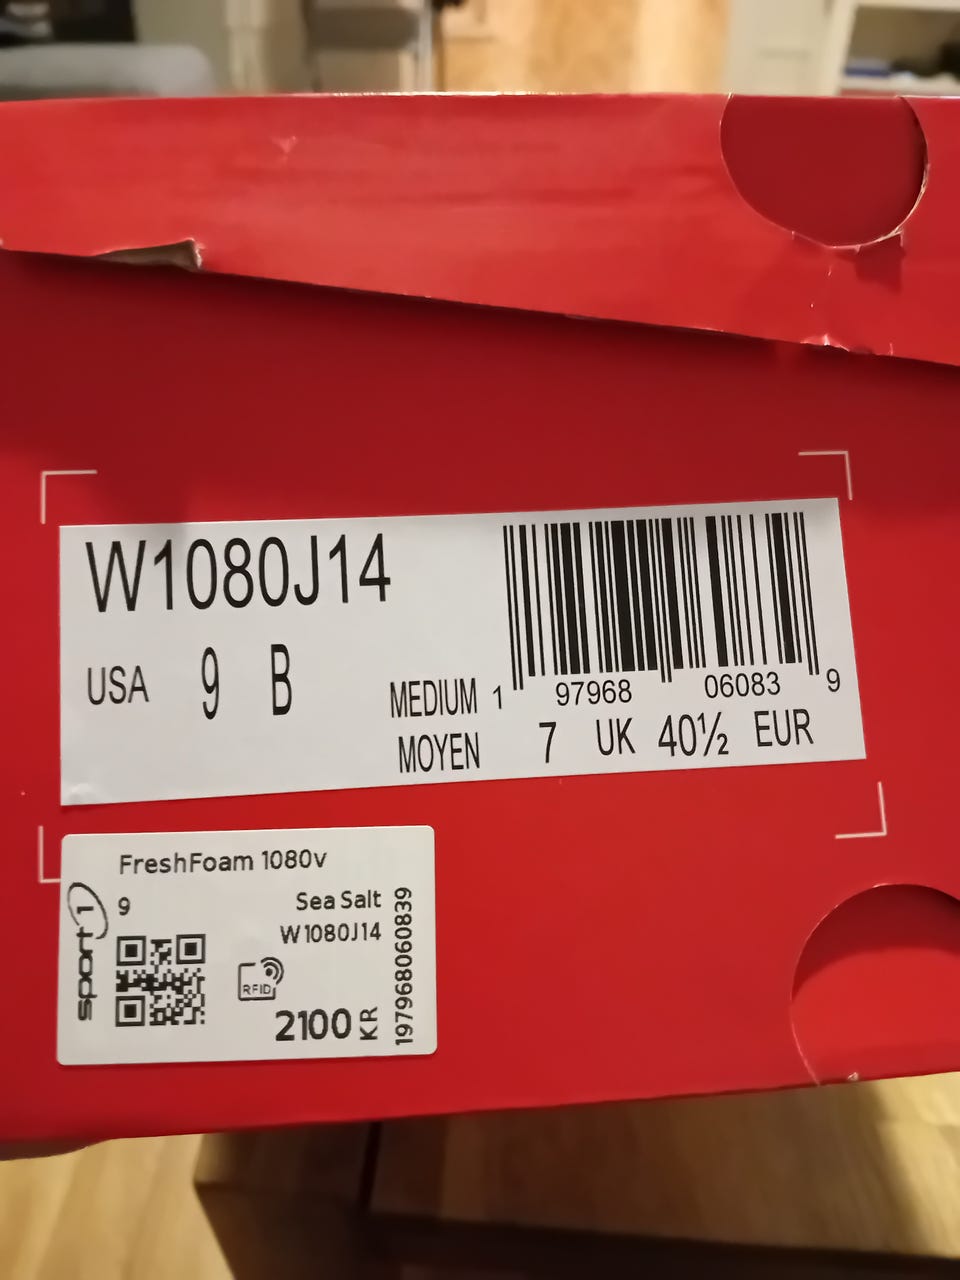 W1080J14
USA 9 B
MEDIUM
MOYEN
1 97968 06083 9
7 UK 40½ EUR
FreshFoam 1080v
9
Sea Salt
W1080J14
sport1
RFID
2100 KR
197968060839